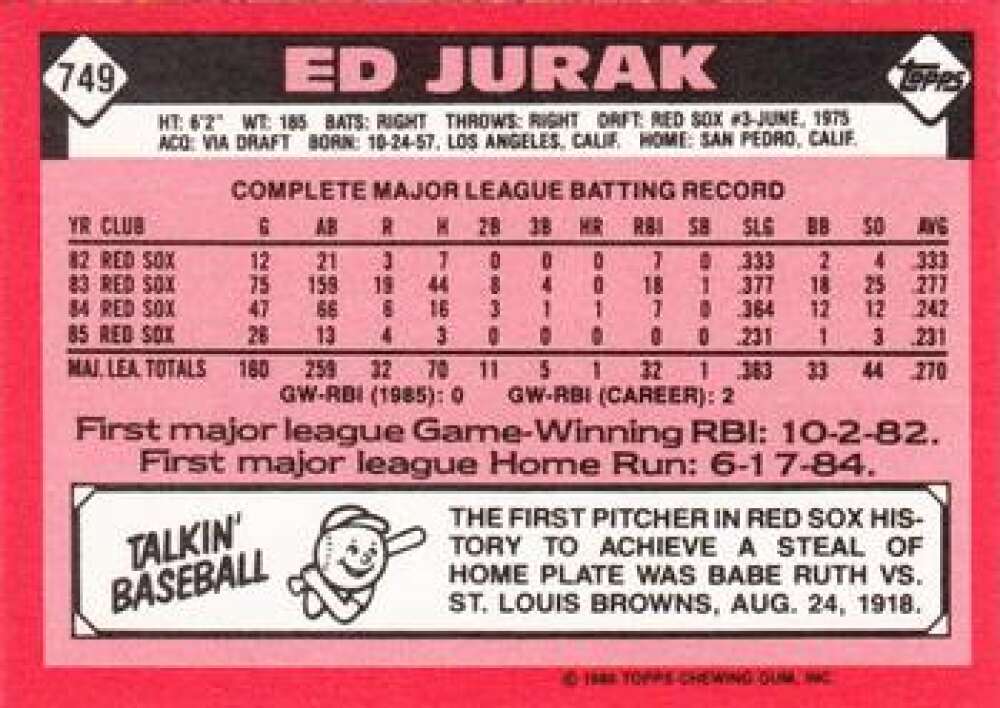 749 ED JURAK TOPPS
HT: 6'2" WT: 185 BATS: RIGHT THROWS: RIGHT DRFT: RED SOX #3-JUNE, 1975
ACQ: VIA DRAFT BORN: 10-24-57, LOS ANGELES, CALIF. HOME: SAN PEDRO, CALIF.
COMPLETE MAJOR LEAGUE BATTING RECORD
YR CLUB G AB R H 2B 3B HR RBI SB SLG BB SO AVG
82 RED SOX 12 21 3 7 0 0 0 7 0 .333 2 4 .333
83 RED SOX 75 159 19 44 8 4 0 18 1 .377 18 25 .277
84 RED SOX 47 66 6 16 3 1 1 7 0 .364 12 12 .242
85 RED SOX 26 13 4 3 0 0 0 0 0 .231 1 3 .231
MAJ. LEA. TOTALS 160 259 32 70 11 5 1 32 1 .363 33 44 .270
GW-RBI (1985): 0 GW-RBI (CAREER): 2
First major league Game-Winning RBI: 10-2-82.
First major league Home Run: 6-17-84.
TALKIN'
BASEBALL
THE FIRST PITCHER IN RED SOX HIS-
TORY TO ACHIEVE A STEAL OF
HOME PLATE WAS BABE RUTH VS.
ST. LOUIS BROWNS, AUG. 24, 1918.
© 1986 TOPPS CHEWING GUM, INC.